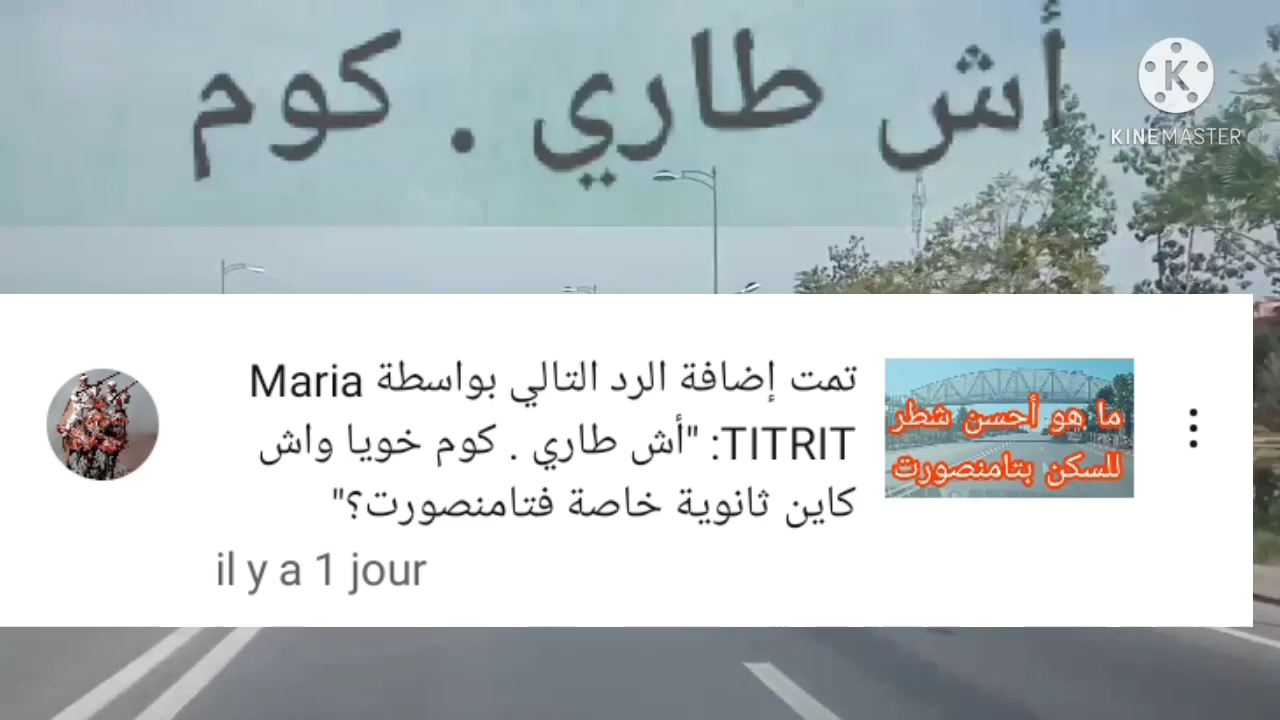 أش طاري . كوم
KINEMASTER
تمت إضافة الرد التالي بواسطة Maria
TITRIT: "أش طاري . كوم خويا واش
كاين ثانوية خاصة فتامنصورت؟"
il y a 1 jour
ما هو أحسن شطر
للسكن بتامنصورت